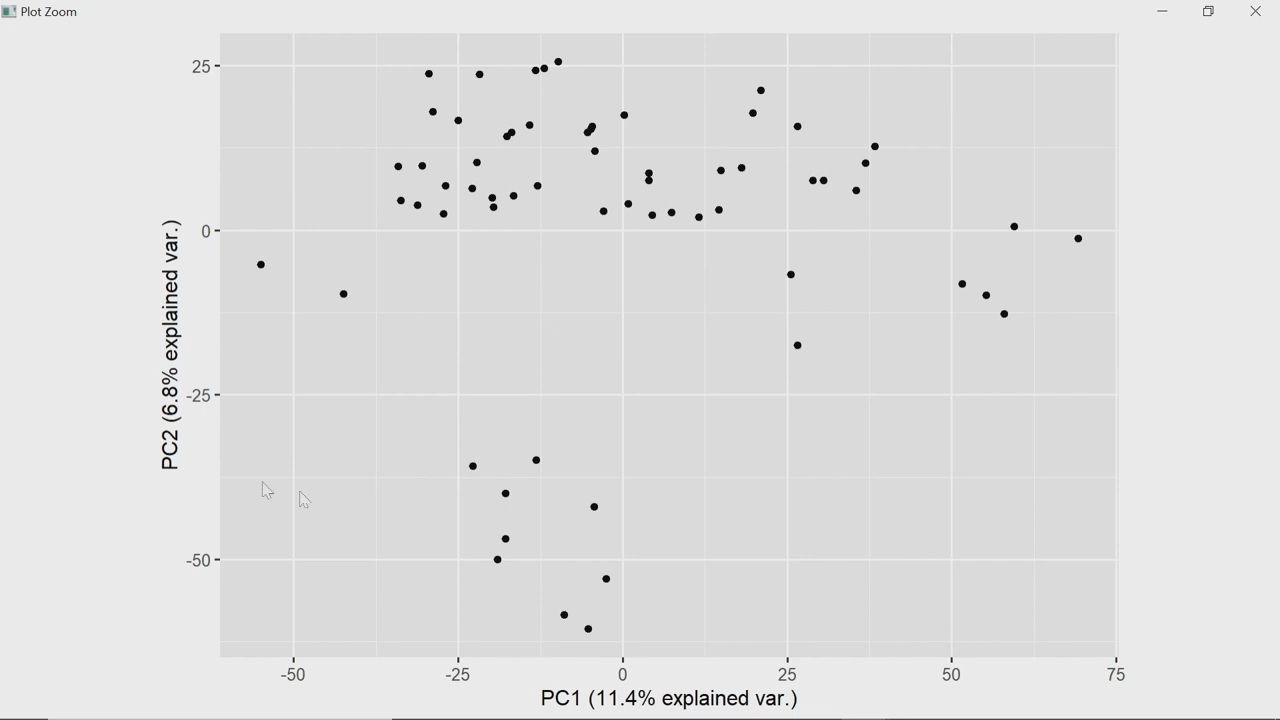 Plot Zoom
25
0
-25
-50
PC2 (6.8% explained var.)
-50 -25 0 25 50 75
PC1 (11.4% explained var.)